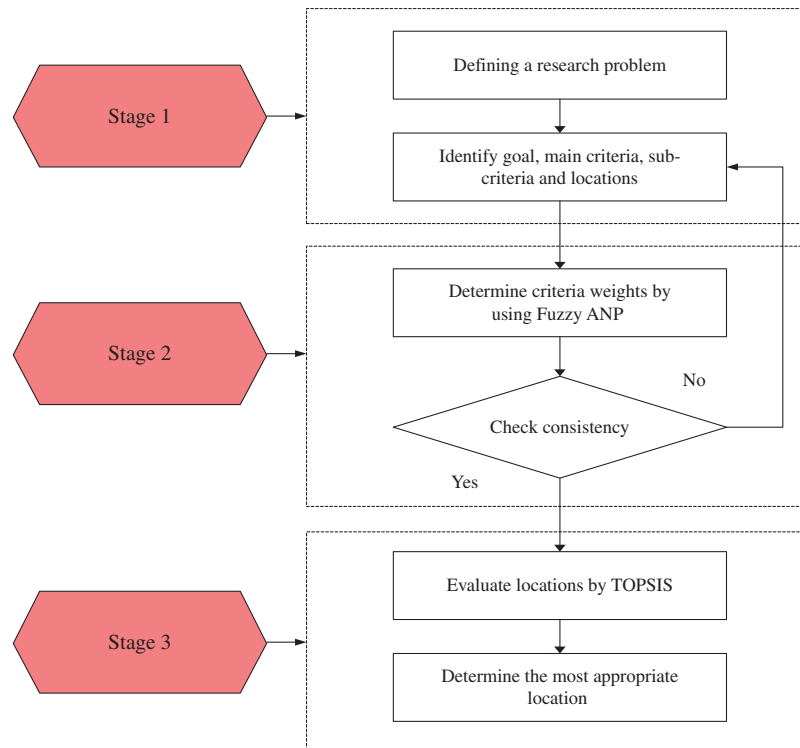 Stage 1
Defining a research problem
Identify goal, main criteria, sub-
criteria and locations
Stage 2
Determine criteria weights by
using Fuzzy ANP
No
Check consistency
Yes
Stage 3
Evaluate locations by TOPSIS
Determine the most appropriate
location